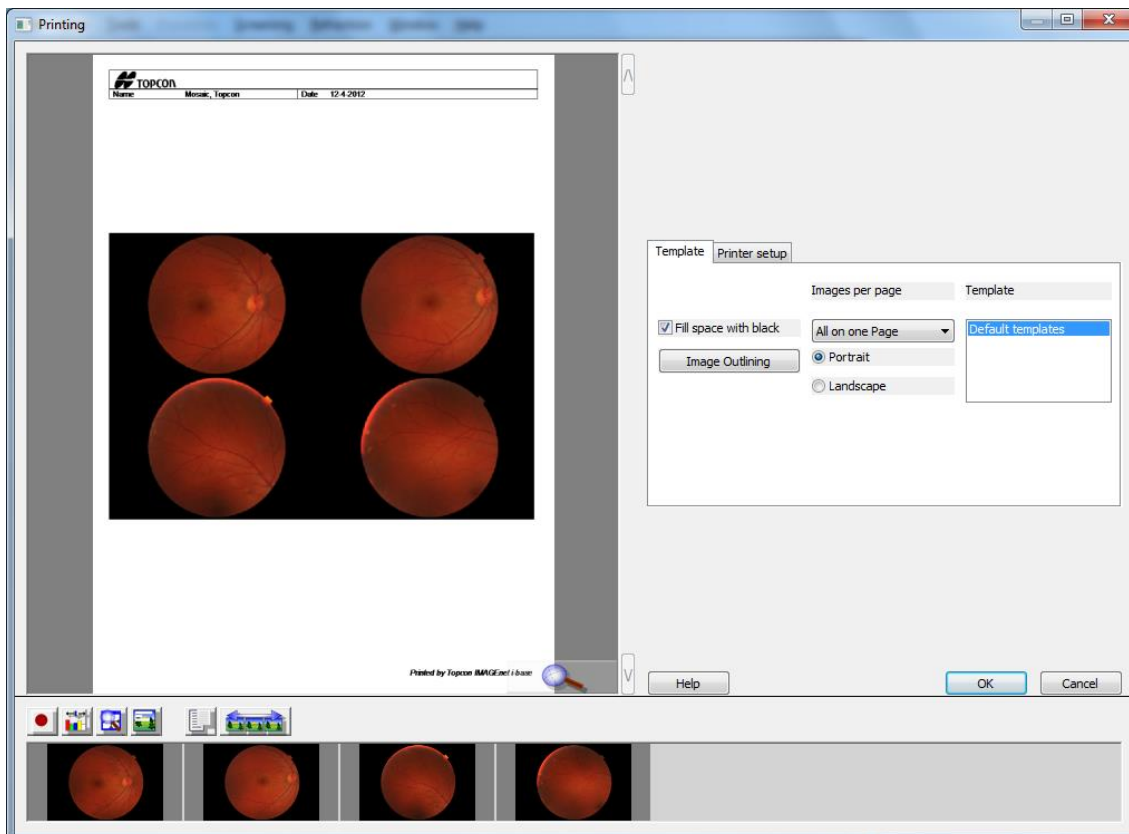 Printing
TOPCON
Name Mosaic, Topcon Date 12-4-2012
Printed by Topcon IMAGEnet i-base
Template Printer setup
Images per page Template
Fill space with black All on one Page Default templates
Image Outlining Portrait
Landscape
Help OK Cancel